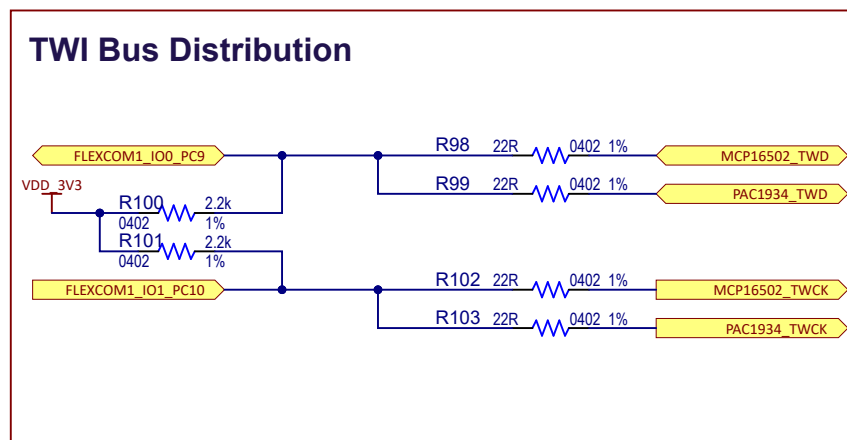 TWI Bus Distribution
FLEXCOM1_IO0_PC9
R98 22R 0402 1%
MCP16502_TWD
R99 22R 0402 1%
PAC1934_TWD
VDD_3V3
R100 2.2k
0402 1%
R101 2.2k
0402 1%
FLEXCOM1_IO1_PC10
R102 22R 0402 1%
MCP16502_TWCK
R103 22R 0402 1%
PAC1934_TWCK